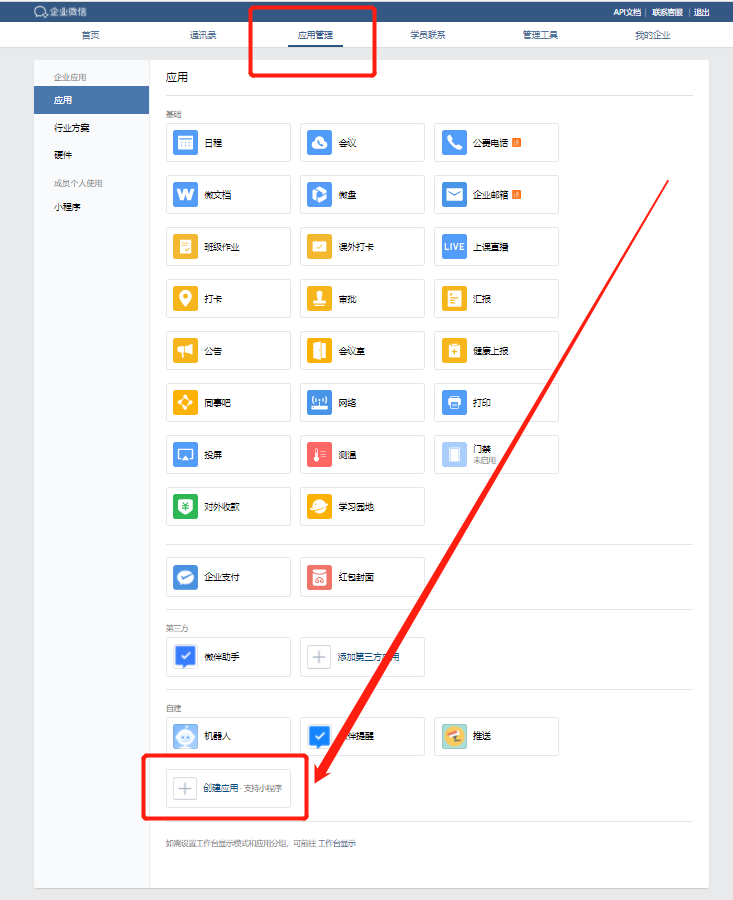 企业微信
API文档 | 联系客服 | 退出
首页 通讯录 应用管理 学员联系 管理工具 我的企业
企业应用
应用
行业方案
硬件
成员个人使用
小程序
应用
基础
日程 会议 公费电话
微文档 微盘 企业邮箱
班级作业 课外打卡 LIVE 上课直播
打卡 审批 汇报
公告 会议室 健康上报
同事吧 网络 打印
投屏 测温 门禁
未启用
对外收款 学习园地
企业支付 红包封面
第三方
微伴助手 添加第三方应用
自建
机器人 伴提醒 推送
创建应用 · 支持小程序
如需设置工作台显示模式和应用分组，可前往 工作台显示